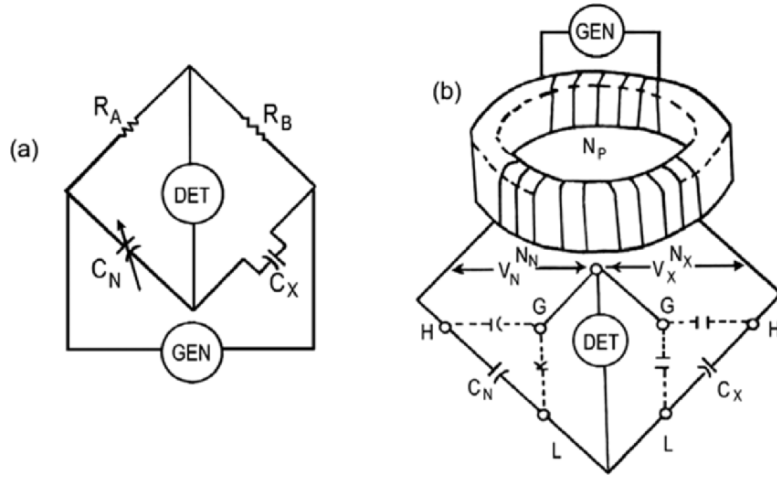 (a)
R_A
R_B
DET
C_N
C_X
GEN
(b)
GEN
N_P
N_N
N_X
V_N
V_X
G
G
H
H
DET
C_N
C_X
L
L